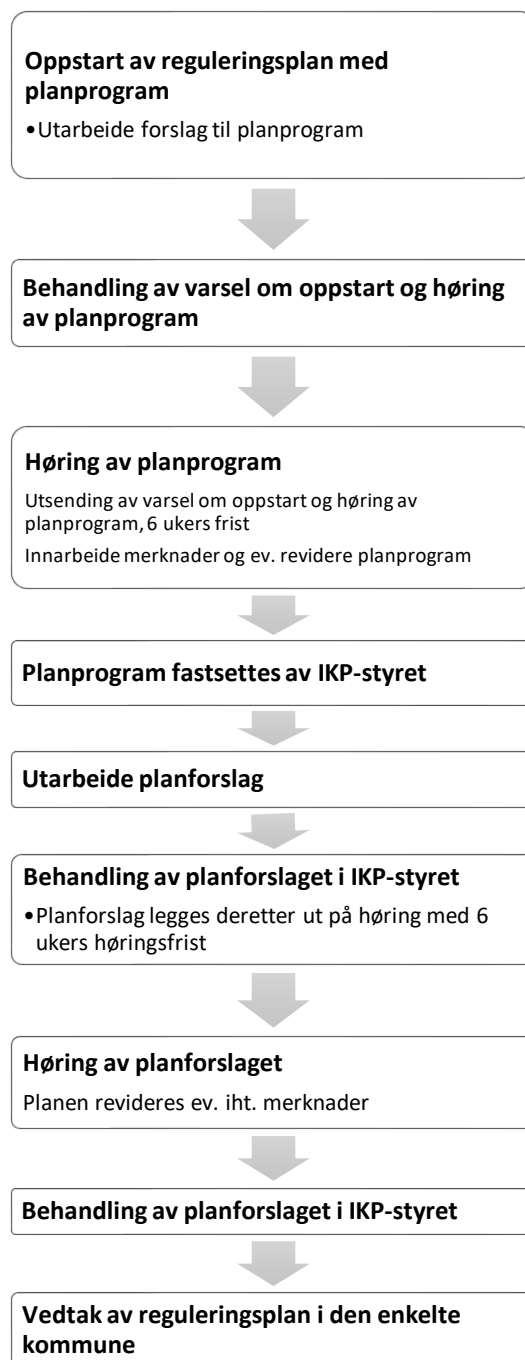 Oppstart av reguleringsplan med
planprogram
•Utarbeide forslag til planprogram
Behandling av varsel om oppstart og høring
av planprogram
Høring av planprogram
Utsending av varsel om oppstart og høring av
planprogram, 6 ukers frist
Innarbeide merknader og ev. revidere planprogram
Planprogram fastsettes av IKP-styret
Utarbeide planforslag
Behandling av planforslaget i IKP-styret
•Planforslag legges deretter ut på høring med 6
ukers høringsfrist
Høring av planforslaget
Planen revideres ev. iht. merknader
Behandling av planforslaget i IKP-styret
Vedtak av reguleringsplan i den enkelte
kommune